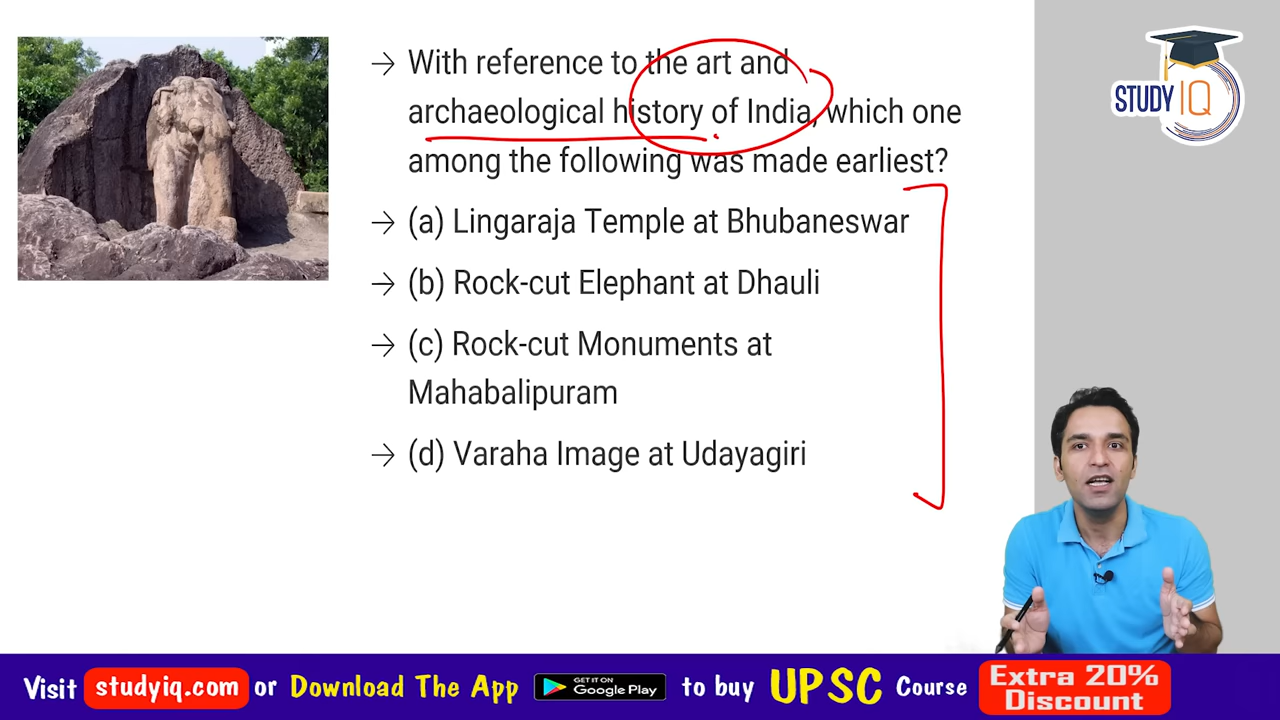 → With reference to the art and
archaeological history of India, which one
among the following was made earliest?
→ (a) Lingaraja Temple at Bhubaneswar
→ (b) Rock-cut Elephant at Dhauli
→ (c) Rock-cut Monuments at
Mahabalipuram
→ (d) Varaha Image at Udayagiri
STUDY IQ
Visit studyiq.com or Download The App GET IT ON Google Play to buy UPSC Course Extra 20% Discount